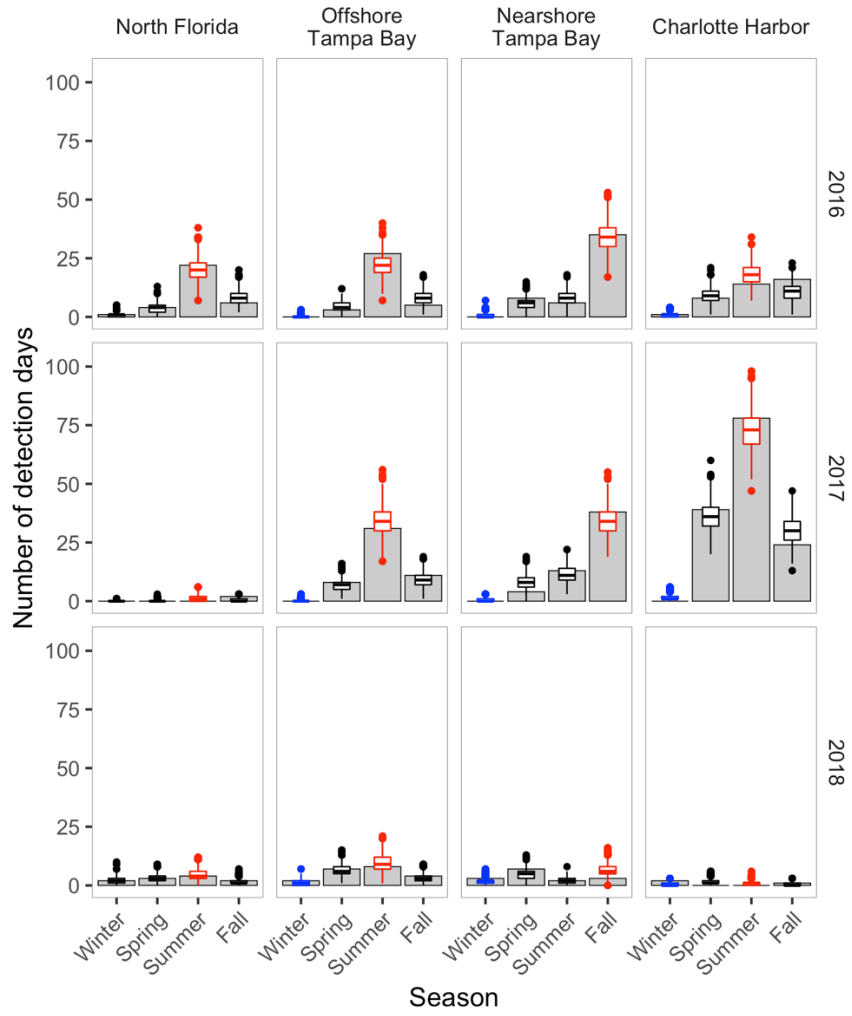 North Florida
Offshore
Tampa Bay
Nearshore
Tampa Bay
Charlotte Harbor
100
75
50
25
0
2016
100
75
50
25
0
2017
100
75
50
25
0
2018
Number of detection days
Winter
Spring
Summer
Fall
Winter
Spring
Summer
Fall
Winter
Spring
Summer
Fall
Winter
Spring
Summer
Fall
Season